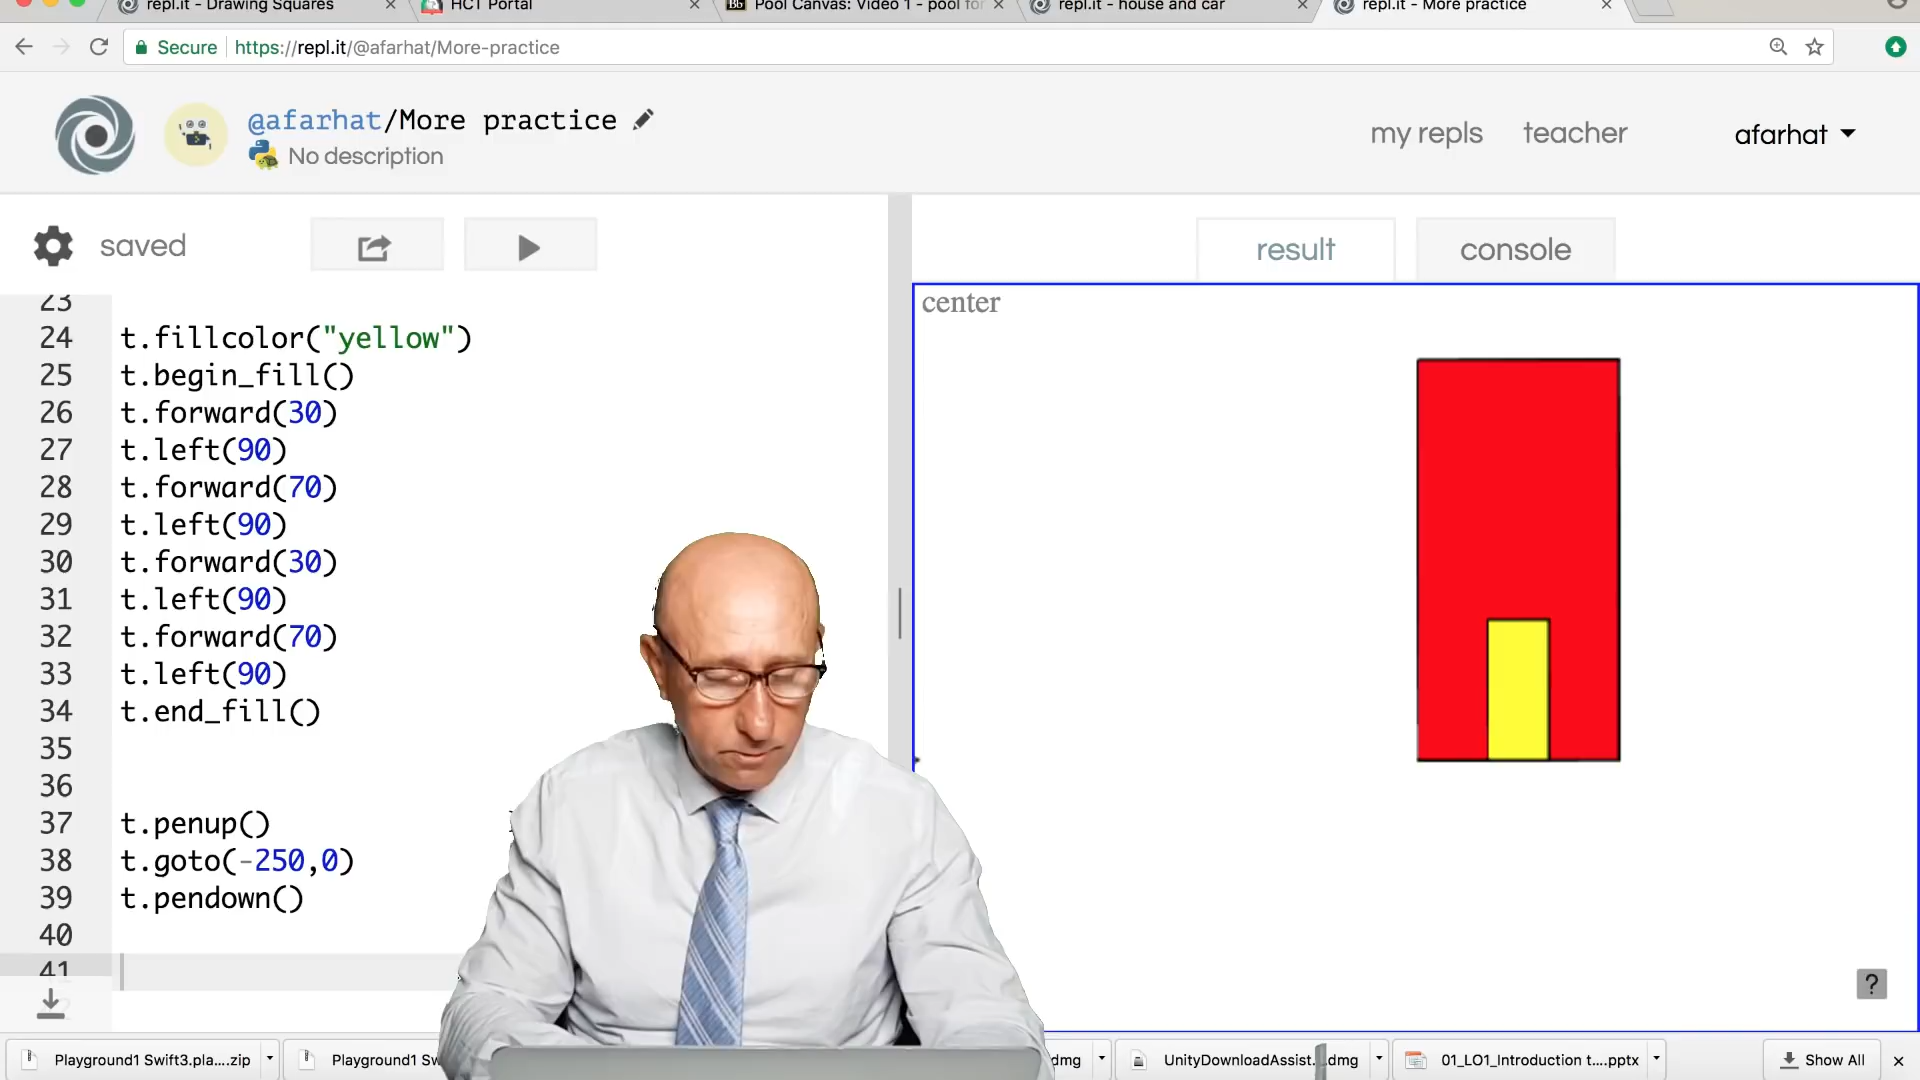 repl.it - Drawing Squares
HCT Portal
Pool Canvas: Video 1 - pool for
repl.it - house and car
repl.it - More practice
Secure https://repl.it/@afarhat/More-practice
@afarhat/More practice
No description
my repls teacher afarhat
saved
result console
center
23
24 t.fillcolor("yellow")
25 t.begin_fill()
26 t.forward(30)
27 t.left(90)
28 t.forward(70)
29 t.left(90)
30 t.forward(30)
31 t.left(90)
32 t.forward(70)
33 t.left(90)
34 t.end_fill()
35
36
37 t.penup()
38 t.goto(-250,0)
39 t.pendown()
40
41
?
Playground1 Swift3.pla....zip
Playground1 Sw
dmg
UnityDownloadAssist....dmg
01_LO1_Introduction t....pptx
Show All